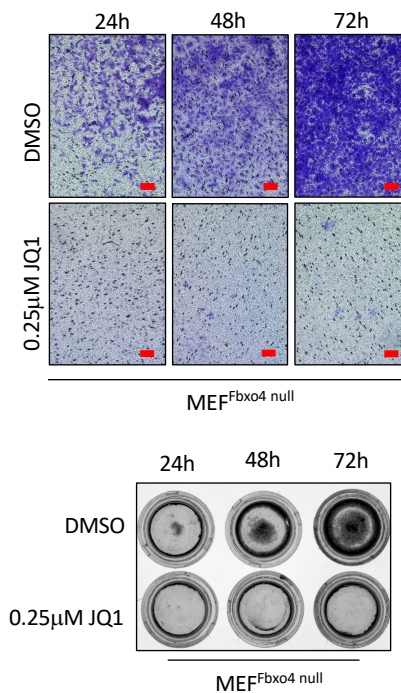 24h 48h 72h
DMSO
0.25μM JQ1
MEFFbxo4 null
24h 48h 72h
DMSO
0.25μM JQ1
MEFFbxo4 null